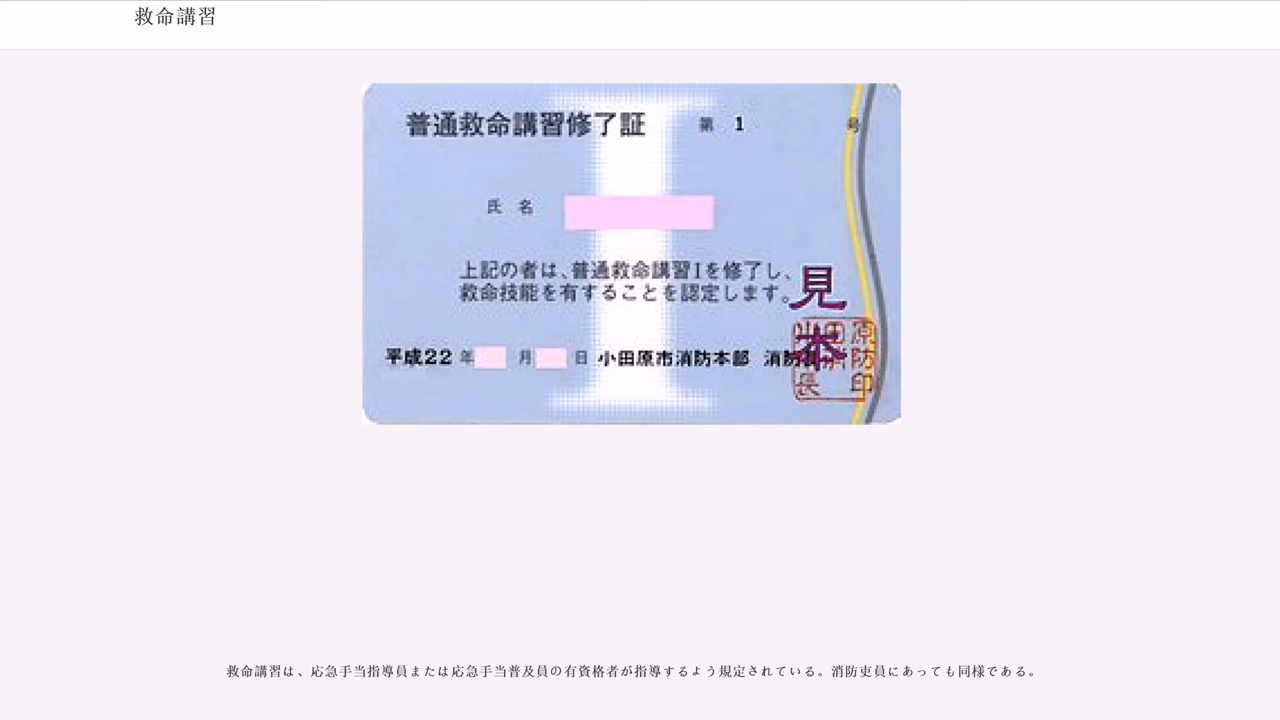 救命講習
普通救命講習修了証 第 1 号
氏 名
上記の者は、普通救命講習Ⅰを修了し、
救命技能を有することを認定します。
見本
平成22 年 月 日 小田原市消防本部 消防
救命講習は、応急手当指導員または応急手当普及員の有資格者が指導するよう規定されている。消防吏員にあっても同様である。